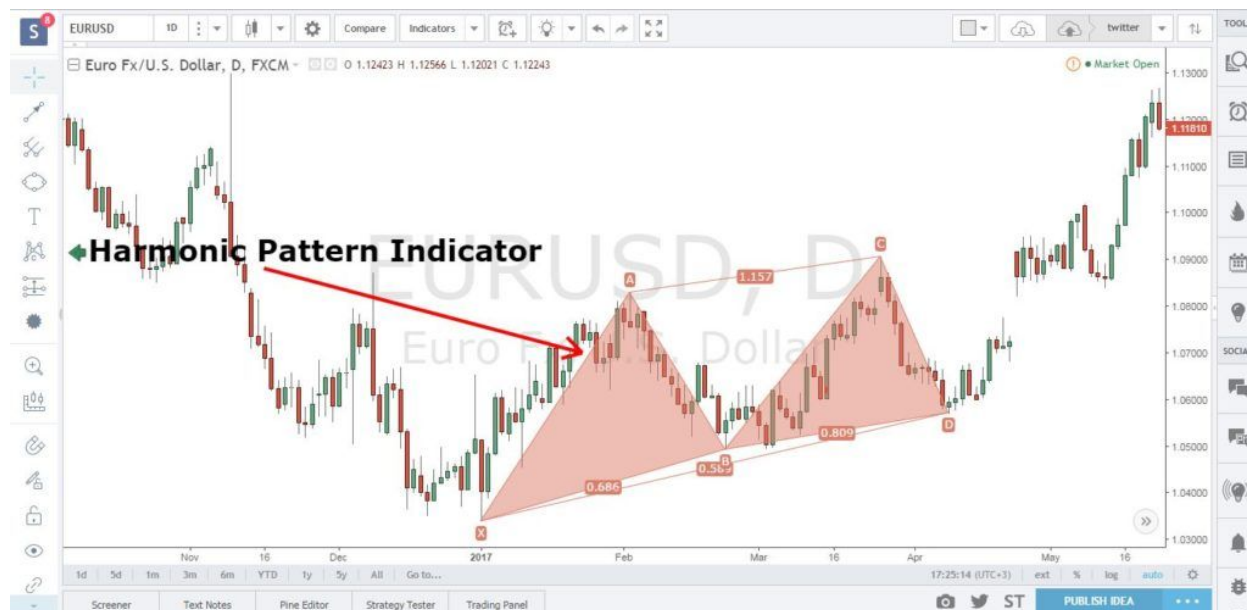 S 8 EURUSD 1D Compare Indicators twitter TOOL
Euro Fx/U.S. Dollar, D, FXCM O 1.12423 H 1.12566 L 1.12021 C 1.12243 Market Open
1.13000
1.12000
1.11810
1.11000
1.10000
Harmonic Pattern Indicator
EURUSD, D
Euro Fx/U.S. Dollar
1.09000
1.08000
1.07000
1.06000
1.05000
1.04000
1.03000
C
1.157
A
0.809
D
B
0.686
X
Nov 16 Dec 2017 Feb Mar Apr May 16
SOCIA
1d 5d 1m 3m 6m YTD 1y 5y All Go to... 17:25:14 (UTC+3) ext % log auto
Screener Text Notes Pine Editor Strategy Tester Trading Panel ST PUBLISH IDEA